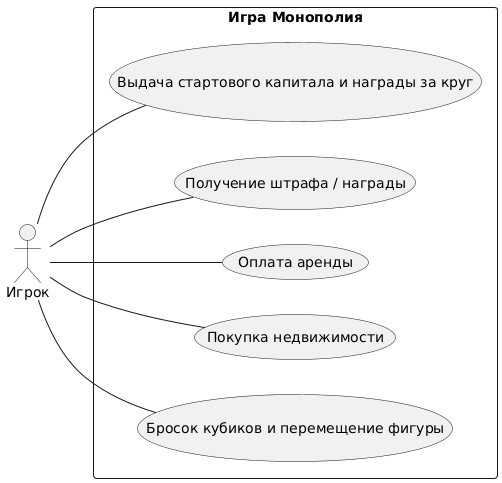 Игра Монополия
Выдача стартового капитала и награды за круг
Получение штрафа / награды
Оплата аренды
Игрок
Покупка недвижимости
Бросок кубиков и перемещение фигуры